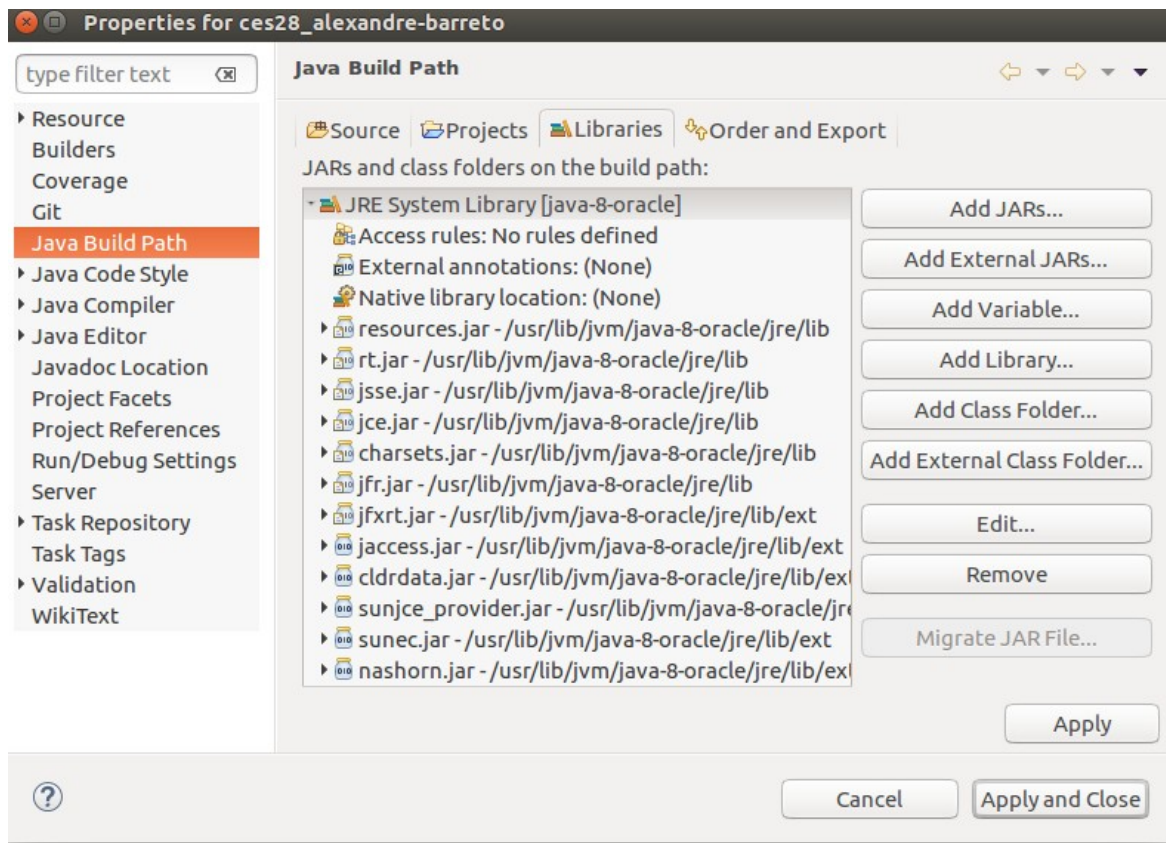 Properties for ces28_alexandre-barreto
type filter text
Resource
Builders
Coverage
Git
Java Build Path
Java Code Style
Java Compiler
Java Editor
Javadoc Location
Project Facets
Project References
Run/Debug Settings
Server
Task Repository
Task Tags
Validation
WikiText
Java Build Path
Source Projects Libraries Order and Export
JARs and class folders on the build path:
JRE System Library [java-8-oracle]
Access rules: No rules defined
External annotations: (None)
Native library location: (None)
resources.jar - /usr/lib/jvm/java-8-oracle/jre/lib
rt.jar - /usr/lib/jvm/java-8-oracle/jre/lib
jsse.jar - /usr/lib/jvm/java-8-oracle/jre/lib
jce.jar - /usr/lib/jvm/java-8-oracle/jre/lib
charsets.jar - /usr/lib/jvm/java-8-oracle/jre/lib
jfr.jar - /usr/lib/jvm/java-8-oracle/jre/lib
jfxrt.jar - /usr/lib/jvm/java-8-oracle/jre/lib/ext
jaccess.jar - /usr/lib/jvm/java-8-oracle/jre/lib/ext
cldrdata.jar - /usr/lib/jvm/java-8-oracle/jre/lib/ext
sunjce_provider.jar - /usr/lib/jvm/java-8-oracle/jre
sunec.jar - /usr/lib/jvm/java-8-oracle/jre/lib/ext
nashorn.jar - /usr/lib/jvm/java-8-oracle/jre/lib/ext
Add JARs...
Add External JARs...
Add Variable...
Add Library...
Add Class Folder...
Add External Class Folder...
Edit...
Remove
Migrate JAR File...
Apply
Cancel
Apply and Close